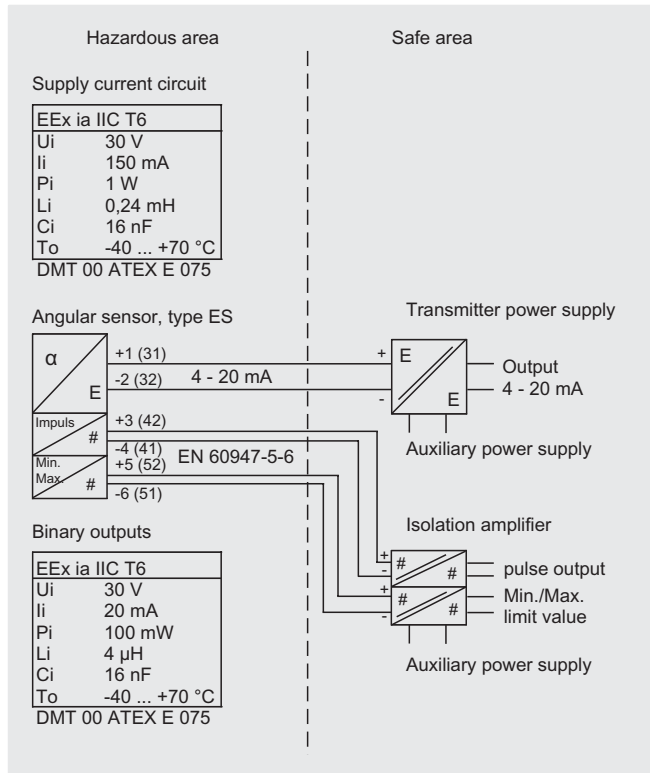 Hazardous area
Safe area
Supply current circuit
EEx ia IIC T6
Ui 30 V
Ii 150 mA
Pi 1 W
Li 0,24 mH
Ci 16 nF
To -40 ... +70 °C
DMT 00 ATEX E 075
Angular sensor, type ES
α
E
+1 (31)
-2 (32)
4 - 20 mA
Impuls
#
+3 (42)
-4 (41)
EN 60947-5-6
Min.
Max.
#
+5 (52)
-6 (51)
Transmitter power supply
+
-
E
E
Output
4 - 20 mA
Auxiliary power supply
Isolation amplifier
+
-
#
#
pulse output
+
-
#
#
Min./Max.
limit value
Auxiliary power supply
Binary outputs
EEx ia IIC T6
Ui 30 V
Ii 20 mA
Pi 100 mW
Li 4 µH
Ci 16 nF
To -40 ... +70 °C
DMT 00 ATEX E 075